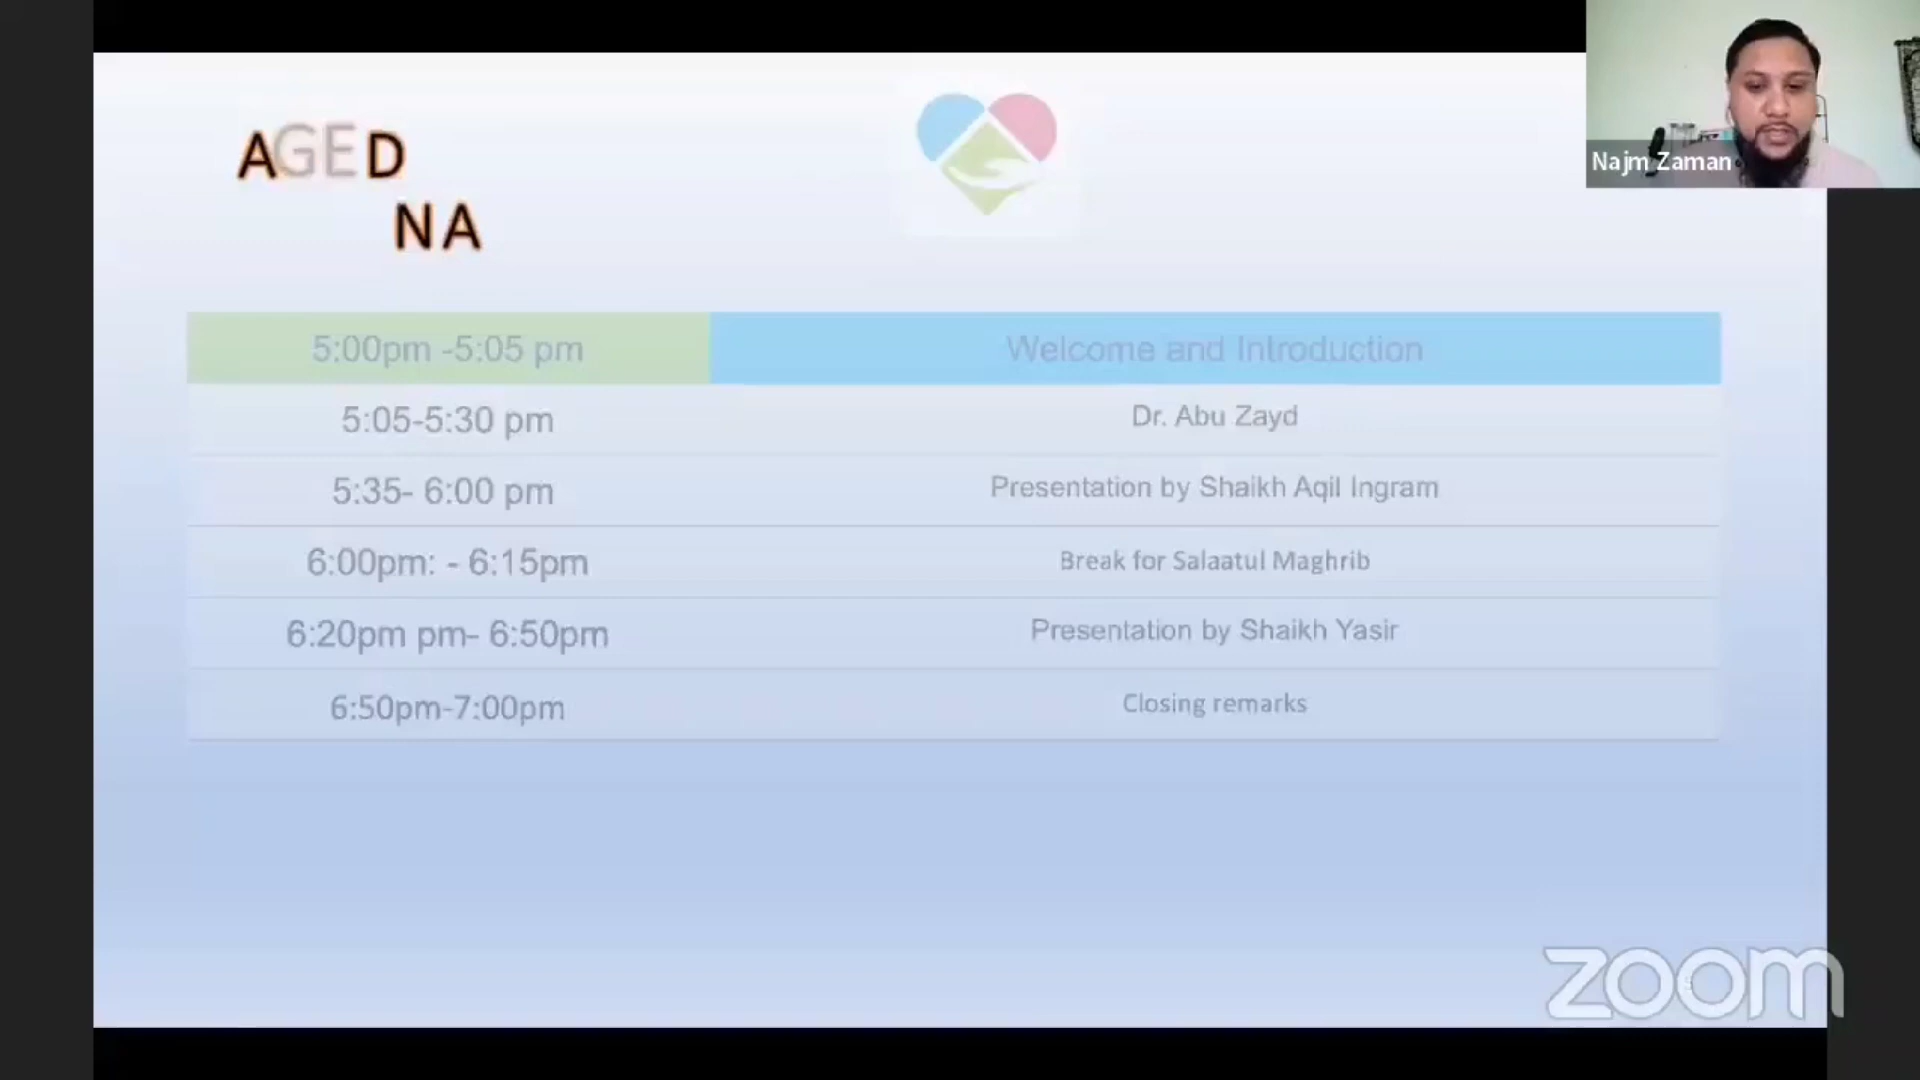 AGED
NA
Najm Zaman
5:00pm -5:05 pm Welcome and Introduction
5:05-5:30 pm Dr. Abu Zayd
5:35- 6:00 pm Presentation by Shaikh Aqil Ingram
6:00pm: - 6:15pm Break for Salaatul Maghrib
6:20pm pm- 6:50pm Presentation by Shaikh Yasir
6:50pm-7:00pm Closing remarks
zoom